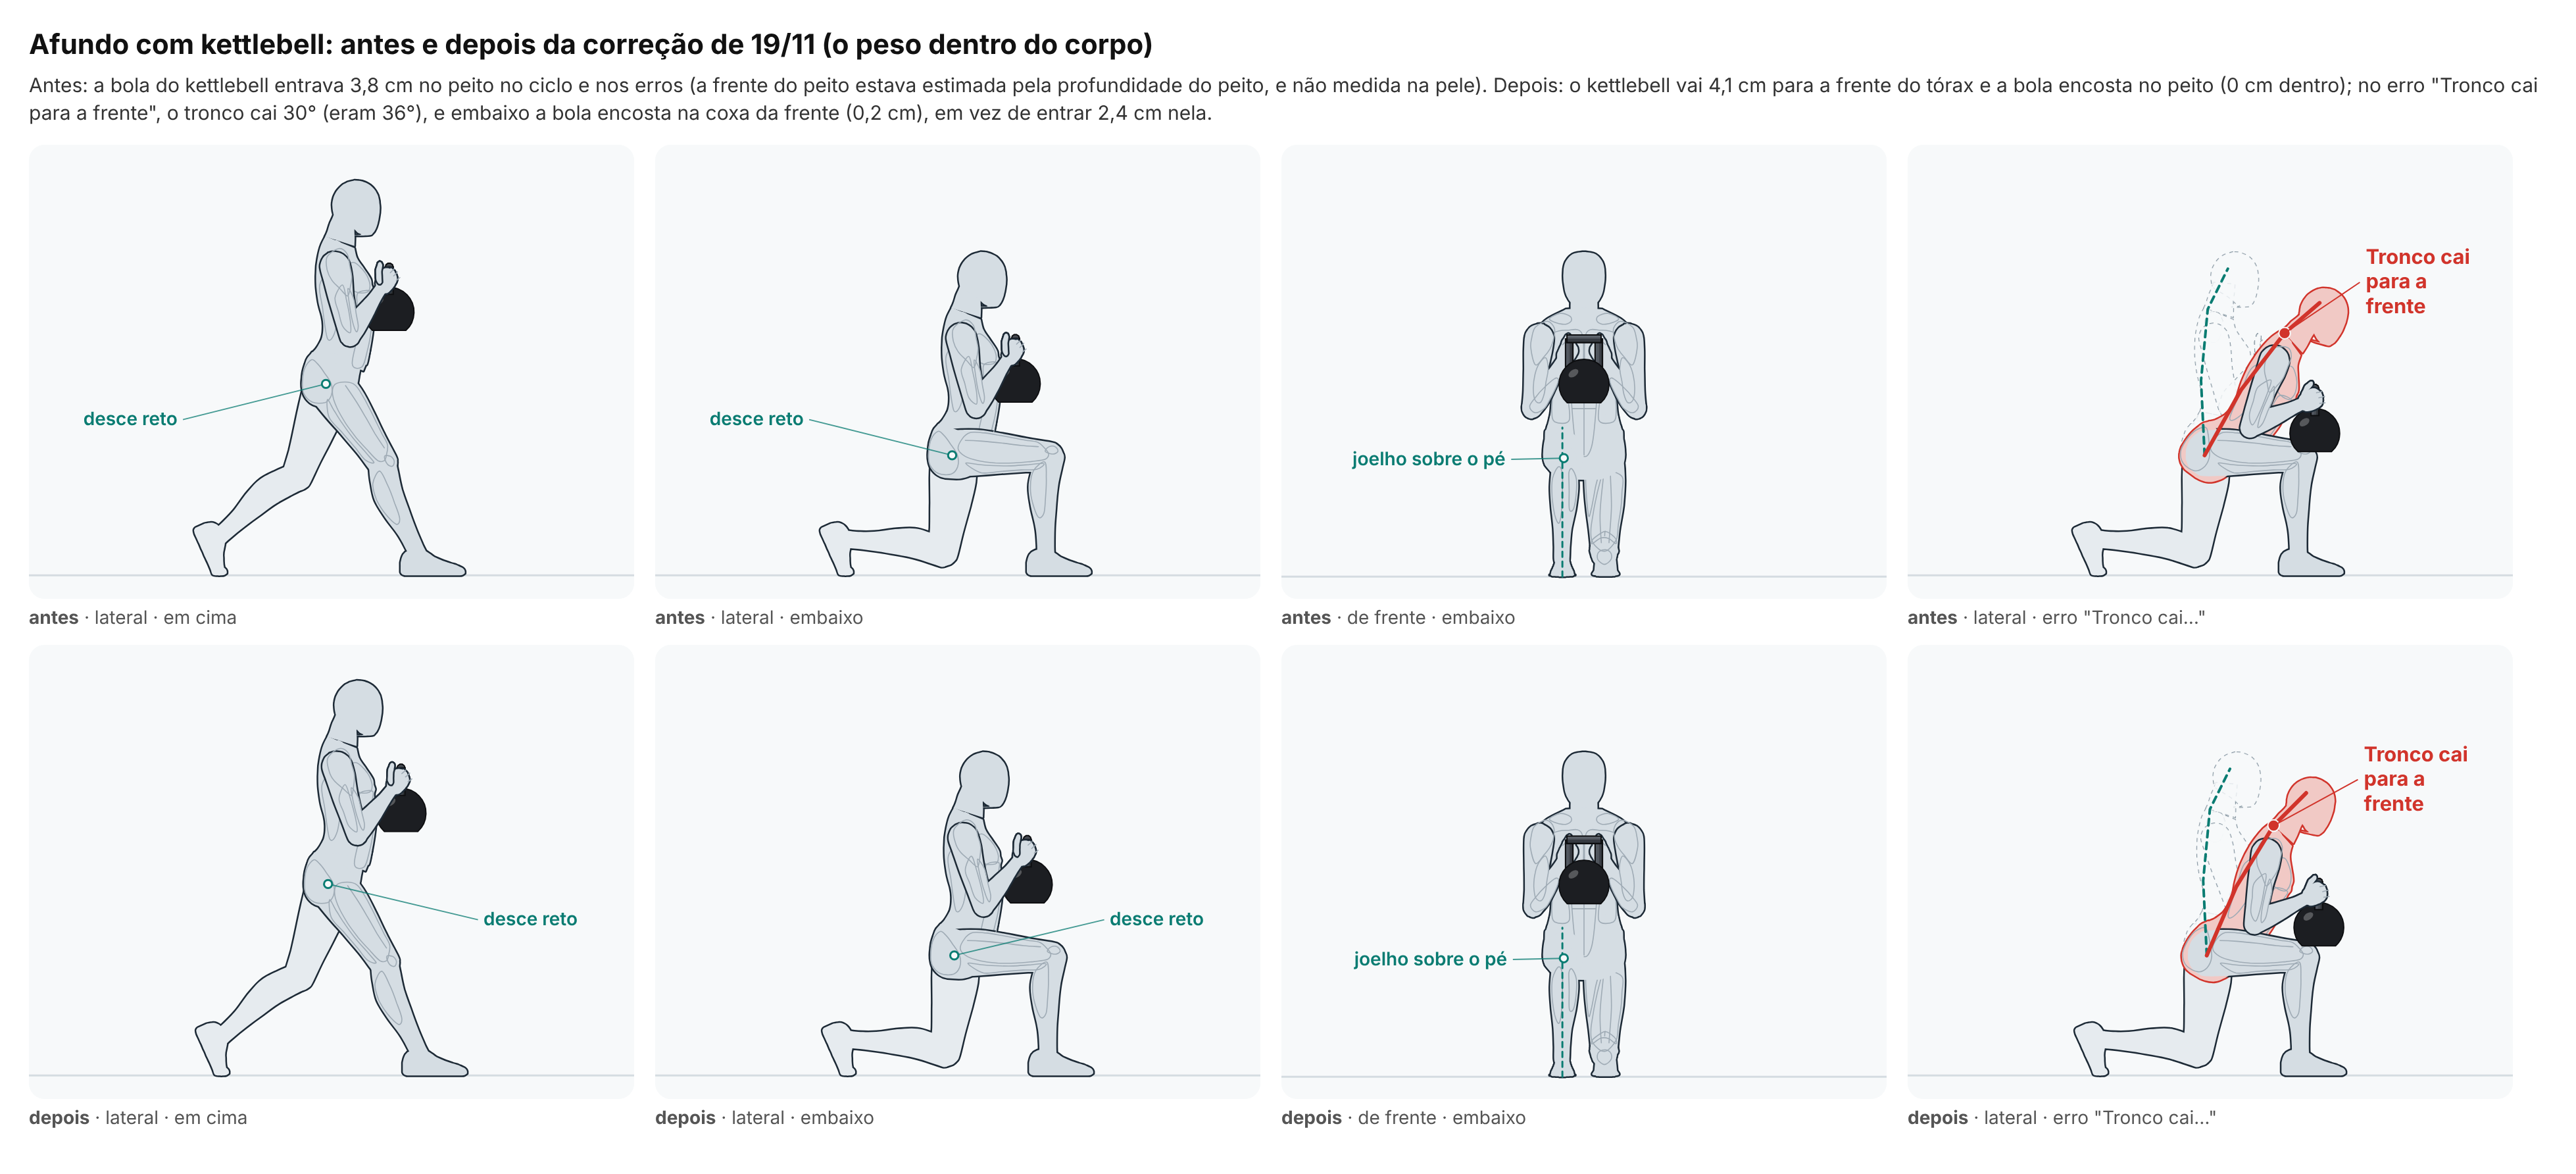 Afundo com kettlebell: antes e depois da correção de 19/11 (o peso dentro do corpo)
Antes: a bola do kettlebell entrava 3,8 cm no peito no ciclo e nos erros (a frente do peito estava estimada pela profundidade do peito, e não medida na pele). Depois: o kettlebell vai 4,1 cm para a frente do tórax e a bola encosta no peito (0 cm dentro); no erro "Tronco cai
para a frente", o tronco cai 30° (eram 36°), e embaixo a bola encosta na coxa da frente (0,2 cm), em vez de entrar 2,4 cm nela.
desce reto
antes · lateral · em cima
desce reto
antes · lateral · embaixo
joelho sobre o pé
antes · de frente · embaixo
Tronco cai
para a
frente
antes · lateral · erro "Tronco cai..."
desce reto
depois · lateral · em cima
desce reto
depois · lateral · embaixo
joelho sobre o pé
depois · de frente · embaixo
Tronco cai
para a
frente
depois · lateral · erro "Tronco cai..."